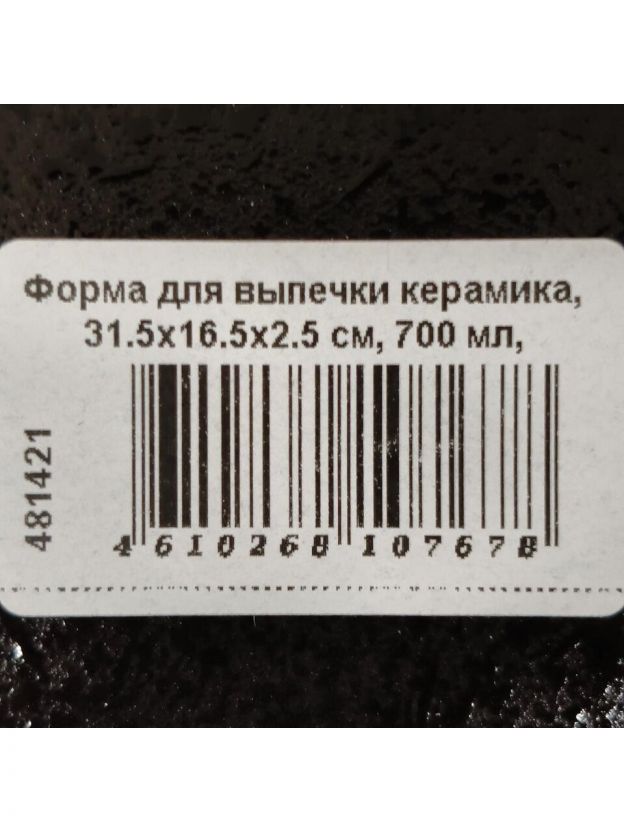 Форма для выпечки керамика,
31.5x16.5x2.5 см, 700 мл,
481421
4 610268 107678